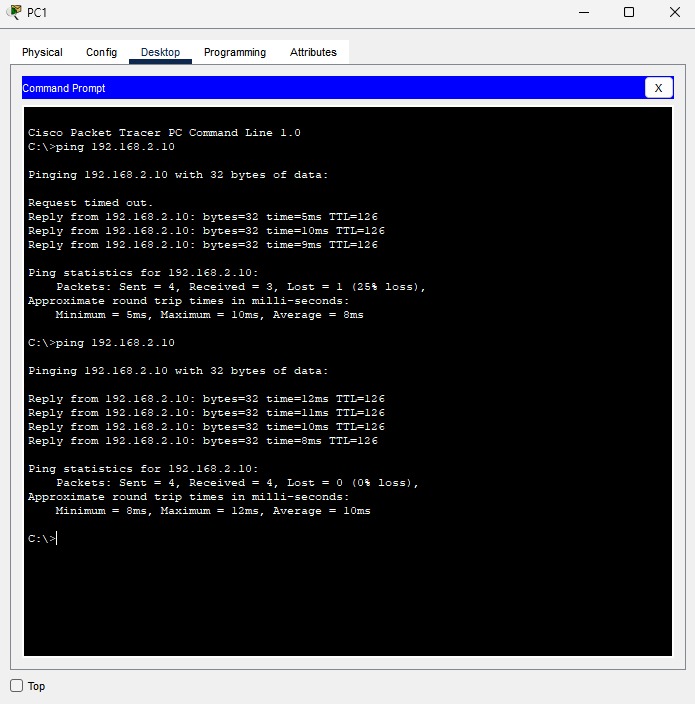 PC1
Physical Config Desktop Programming Attributes
Command Prompt
X
Cisco Packet Tracer PC Command Line 1.0
C:\>ping 192.168.2.10
Pinging 192.168.2.10 with 32 bytes of data:
Request timed out.
Reply from 192.168.2.10: bytes=32 time=5ms TTL=126
Reply from 192.168.2.10: bytes=32 time=10ms TTL=126
Reply from 192.168.2.10: bytes=32 time=9ms TTL=126
Ping statistics for 192.168.2.10:
Packets: Sent = 4, Received = 3, Lost = 1 (25% loss),
Approximate round trip times in milli-seconds:
Minimum = 5ms, Maximum = 10ms, Average = 8ms
C:\>ping 192.168.2.10
Pinging 192.168.2.10 with 32 bytes of data:
Reply from 192.168.2.10: bytes=32 time=12ms TTL=126
Reply from 192.168.2.10: bytes=32 time=11ms TTL=126
Reply from 192.168.2.10: bytes=32 time=10ms TTL=126
Reply from 192.168.2.10: bytes=32 time=8ms TTL=126
Ping statistics for 192.168.2.10:
Packets: Sent = 4, Received = 4, Lost = 0 (0% loss),
Approximate round trip times in milli-seconds:
Minimum = 8ms, Maximum = 12ms, Average = 10ms
C:\>
Top